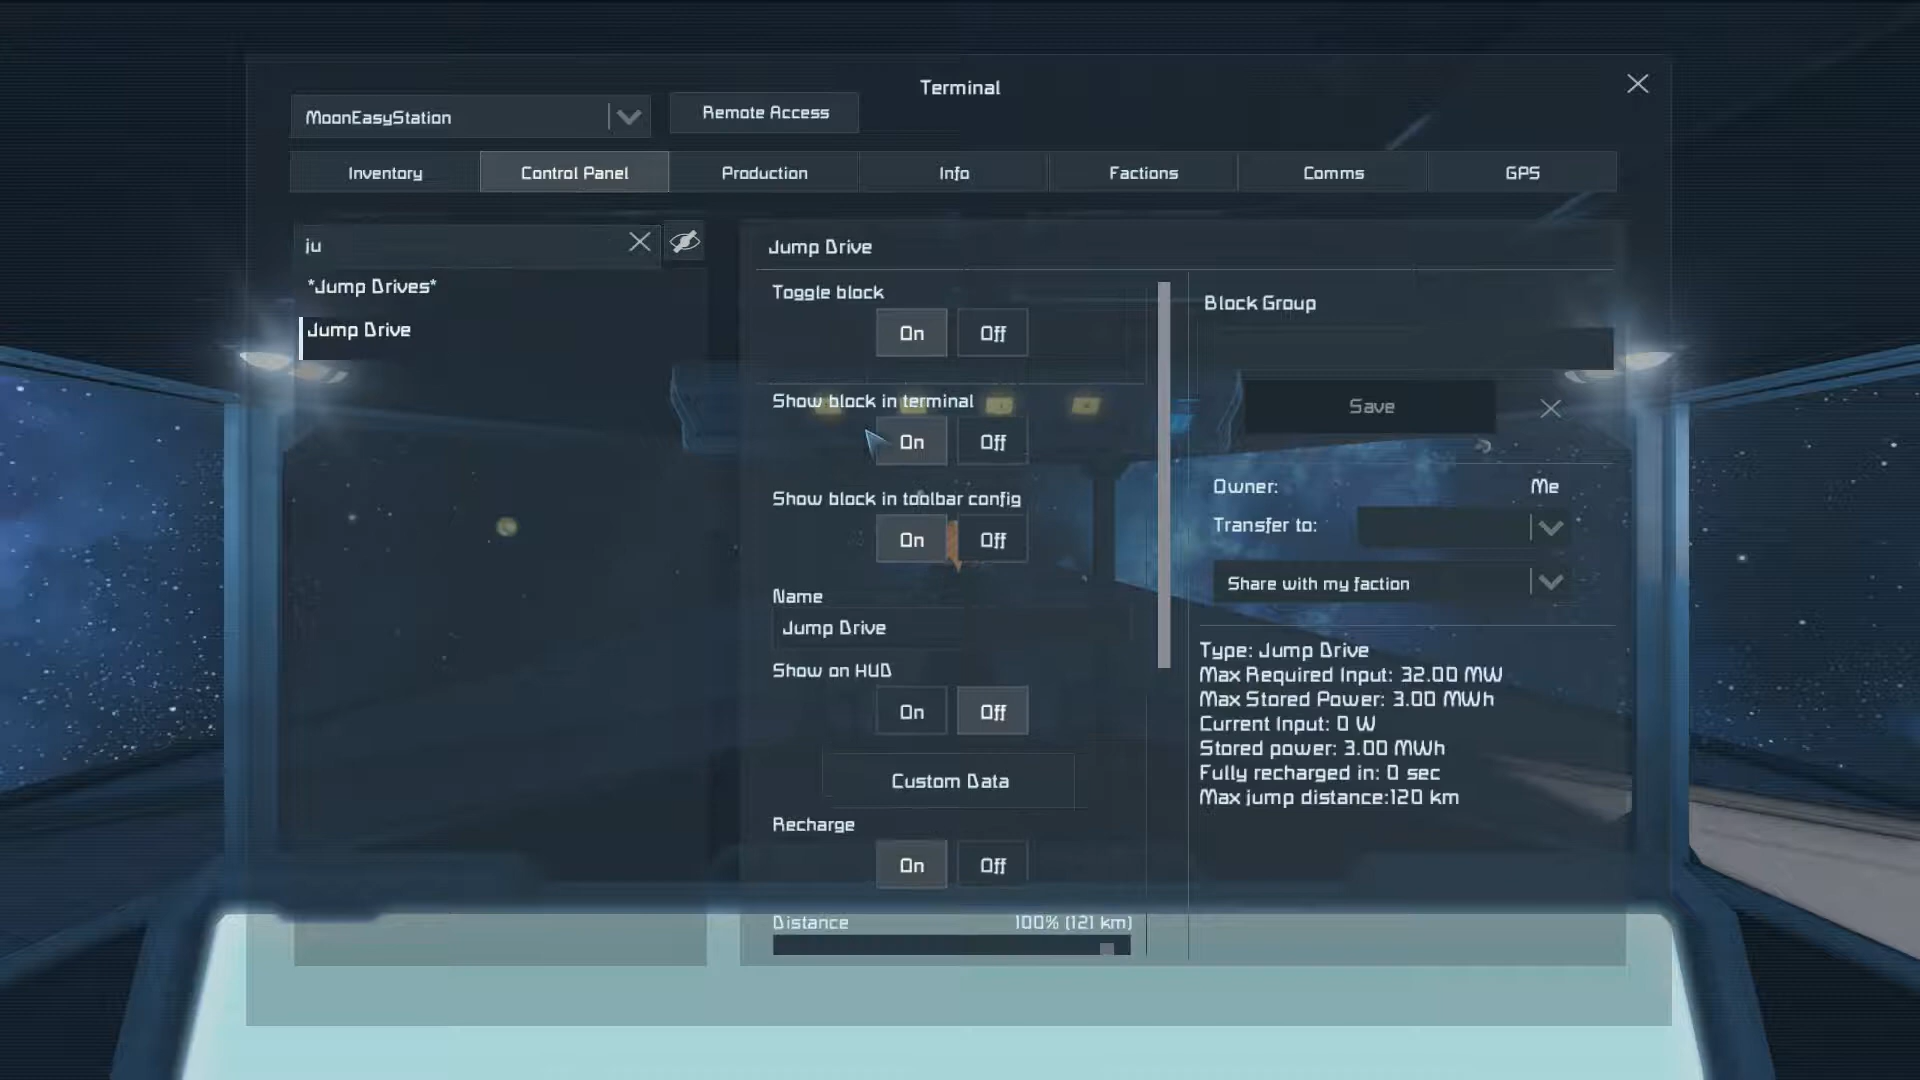 Terminal
MoonEasyStation
Remote Access
Inventory
Control Panel
Production
Info
Factions
Comms
GPS
ju
*Jump Drives*
Jump Drive
Jump Drive
Toggle block
On
Off
Show block in terminal
On
Off
Show block in toolbar config
On
Off
Name
Jump Drive
Show on HUD
On
Off
Custom Data
Recharge
On
Off
Distance
100% (121 km)
Block Group
Save
Owner:
Me
Transfer to:
Share with my faction
Type: Jump Drive
Max Required Input: 32.00 MW
Max Stored Power: 3.00 MWh
Current Input: 0 W
Stored power: 3.00 MWh
Fully recharged in: 0 sec
Max jump distance:120 km